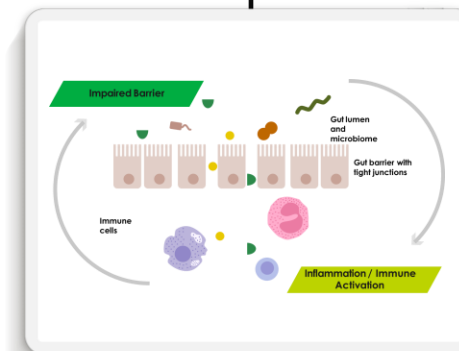 Impaired Barrier
Gut lumen
and
microbiome
Gut barrier with
tight junctions
Immune
cells
Inflammation / Immune
Activation